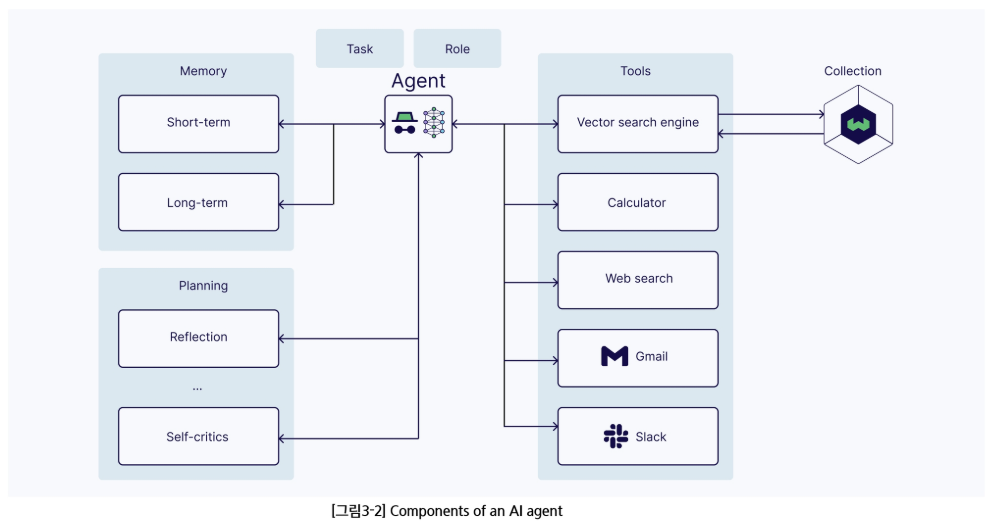 Task
Role
Agent
Memory
Short-term
Long-term
Planning
Reflection
...
Self-critics
Tools
Vector search engine
Calculator
Web search
Gmail
Slack
Collection
[그림3-2] Components of an AI agent